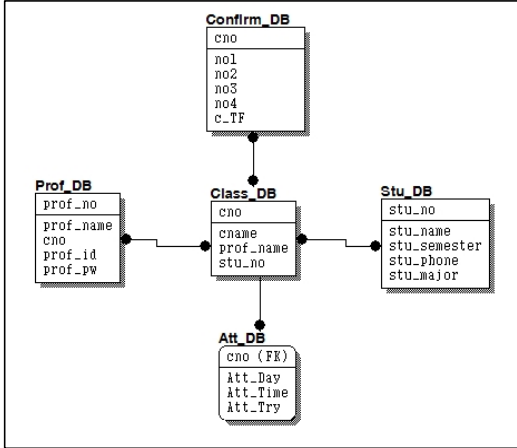 Confirm_DB
cno
no1
no2
no3
no4
c_TF
Prof_DB
prof_no
prof_name
cno
prof_id
prof_pw
Class_DB
cno
cname
prof_name
stu_no
Stu_DB
stu_no
stu_name
stu_semester
stu_phone
stu_major
Att_DB
cno (FK)
Att_Day
Att_Time
Att_Try